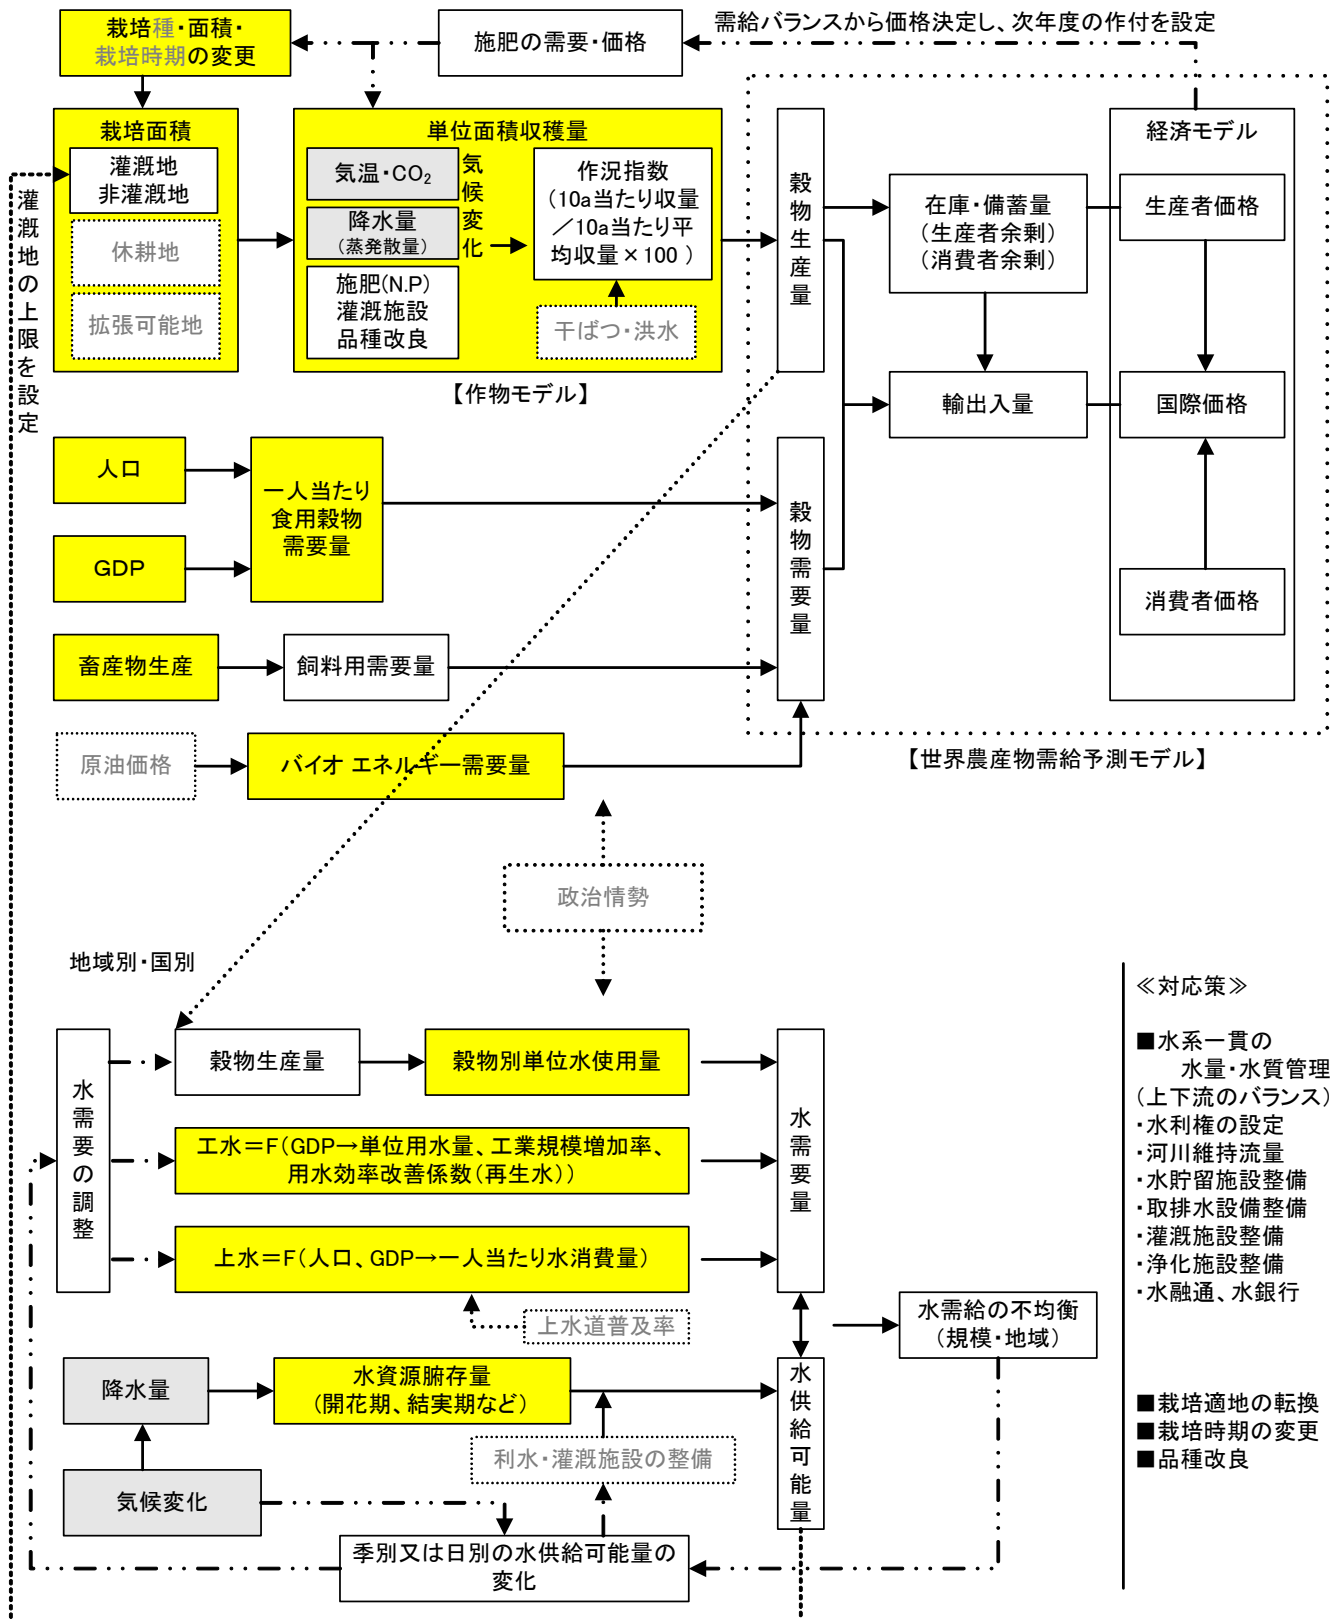 需給バランスから価格決定し、次年度の作付を設定
栽培種・面積・
栽培時期の変更
施肥の需要・価格
栽培面積
灌漑地
非灌漑地
休耕地
拡張可能地
灌漑地の上限を設定
単位面積収穫量
気温・CO₂
降水量
(蒸発散量)
気候変化
施肥(N.P)
灌漑施設
品種改良
作況指数
(10a当たり収量
/10a当たり平
均収量×100 )
干ばつ・洪水
【作物モデル】
穀物生産量
在庫・備蓄量
(生産者余剰)
(消費者余剰)
輸出入量
経済モデル
生産者価格
国際価格
消費者価格
人口
GDP
一人当たり
食用穀物
需要量
穀物需要量
畜産物生産
飼料用需要量
原油価格
バイオ エネルギー需要量
【世界農産物需給予測モデル】
政治情勢
地域別・国別
水需要の調整
穀物生産量
穀物別単位水使用量
工水=F(GDP→単位用水量、工業規模増加率、
用水効率改善係数(再生水))
上水=F(人口、GDP→一人当たり水消費量)
上水道普及率
水需要量
水需給の不均衡
(規模・地域)
降水量
水資源腑存量
(開花期、結実期など)
利水・灌漑施設の整備
水供給可能量
気候変化
季別又は日別の水供給可能量の
変化
≪対応策≫
■水系一貫の
水量・水質管理
(上下流のバランス)
・水利権の設定
・河川維持流量
・水貯留施設整備
・取排水設備整備
・灌漑施設整備
・浄化施設整備
・水融通、水銀行
■栽培適地の転換
■栽培時期の変更
■品種改良